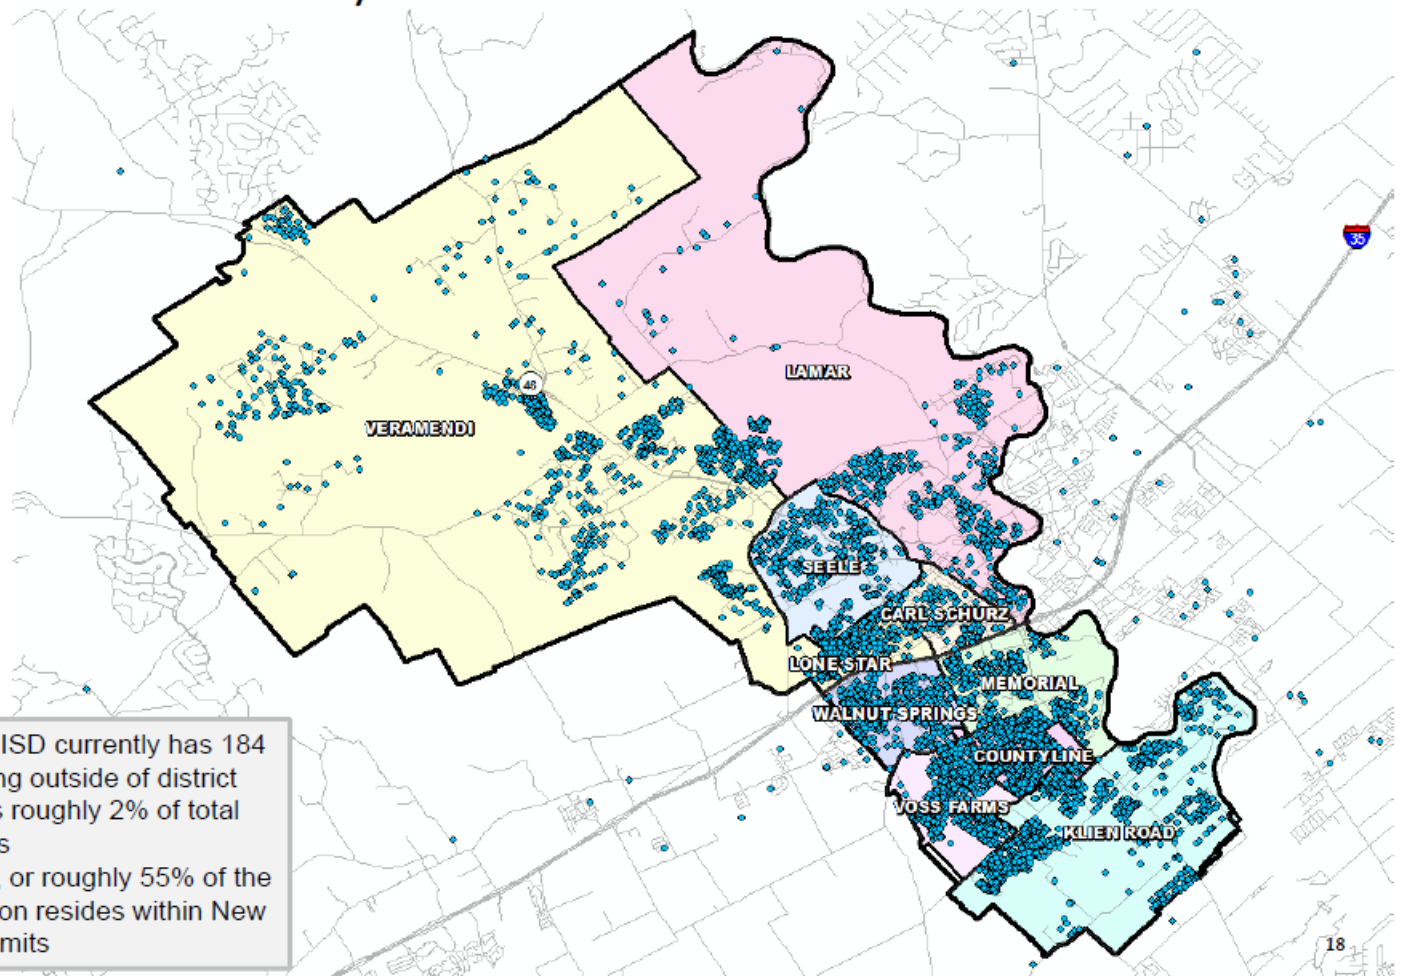 35
LAMAR
46
VERAMENDI
SEELE
CARL SCHURZ
LONE STAR
MEMORIAL
WALNUT SPRINGS
COUNTYLINE
VOSS FARMS
KLIEN ROAD
ISD currently has 184
ng outside of district
s roughly 2% of total
s
, or roughly 55% of the
on resides within New
mits
18